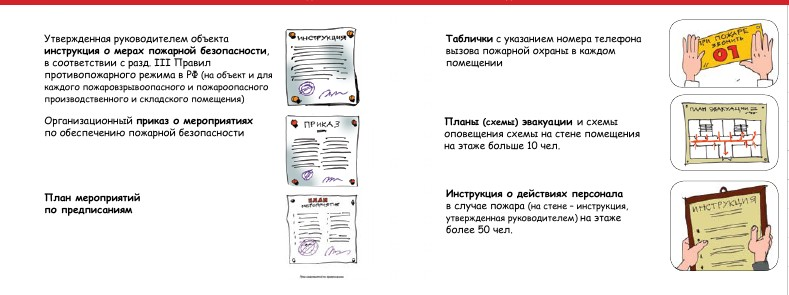 Утвержденная руководителем объекта
инструкция о мерах пожарной безопасности,
в соответствии с разд. III Правил
противопожарного режима в РФ (на объект и для
каждого пожаровзрывоопасного и пожароопасного
производственного и складского помещения)
ИНСТРУКЦИЯ
Организационный приказ о мероприятиях
по обеспечению пожарной безопасности
ПРИКАЗ
План мероприятий
по предписаниям
ПЛАН
МЕРОПРИЯТИЕ
Таблички с указанием номера телефона
вызова пожарной охраны в каждом
помещении
ПРИ ПОЖАРЕ
ЗВОНИТЬ
01
Планы (схемы) эвакуации и схемы
оповещения схемы на стене помещения
на этаже больше 10 чел.
ПЛАН ЭВАКУАЦИИ
Инструкция о действиях персонала
в случае пожара (на стене – инструкция,
утвержденная руководителем) на этаже
более 50 чел.
ИНСТРУКЦИЯ